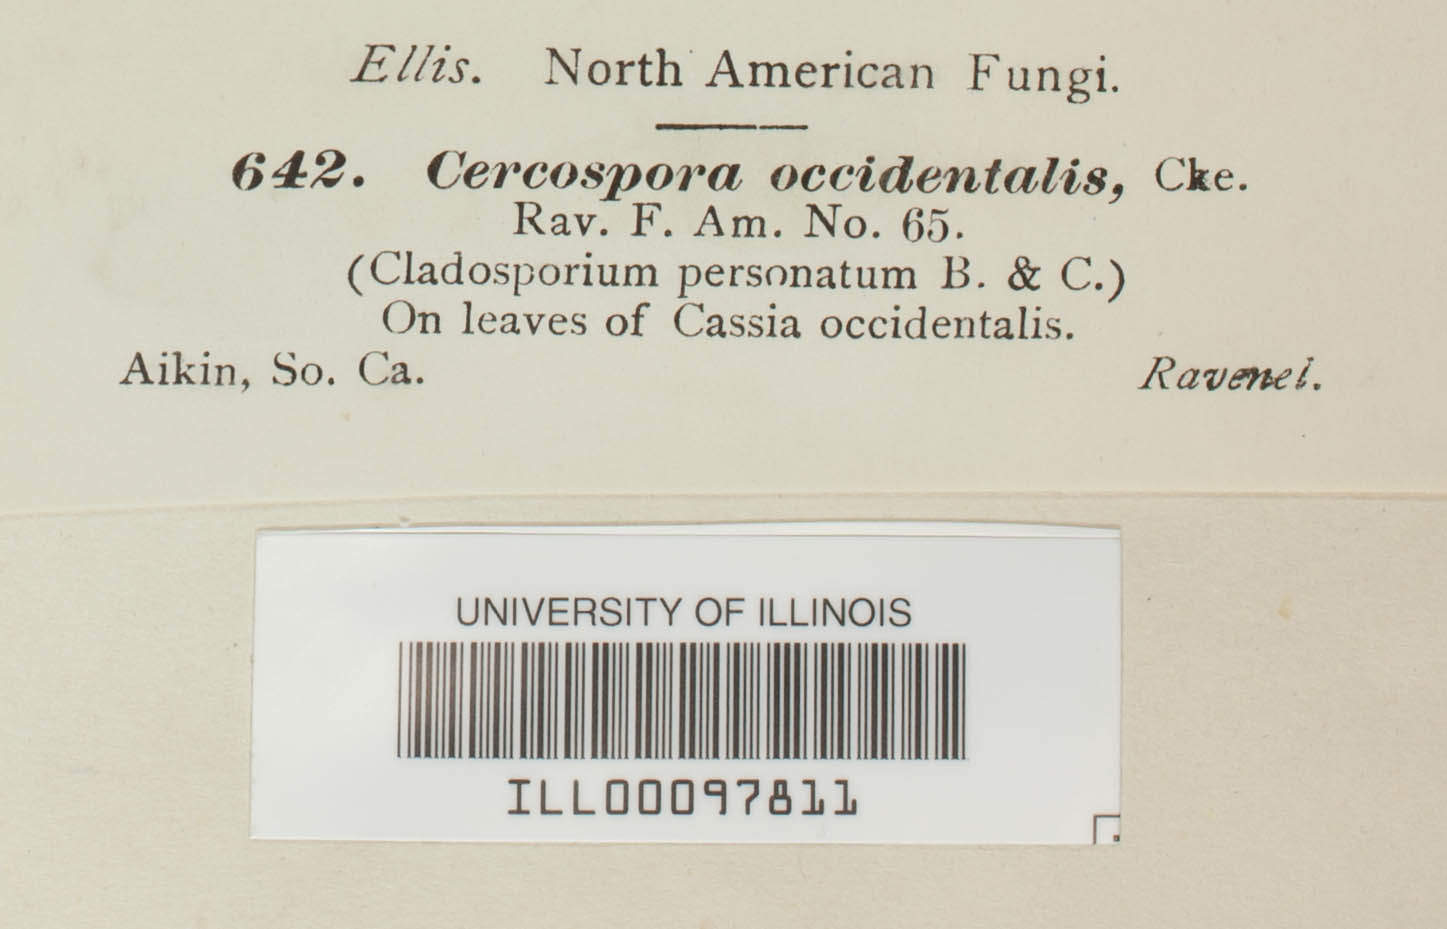 Ellis. North American Fungi.
642. Cercospora occidentalis, Cke.
Rav. F. Am. No. 65.
(Cladosporium personatum B. & C.)
On leaves of Cassia occidentalis.
Aikin, So. Ca. Ravenel.
UNIVERSITY OF ILLINOIS
ILL00097811